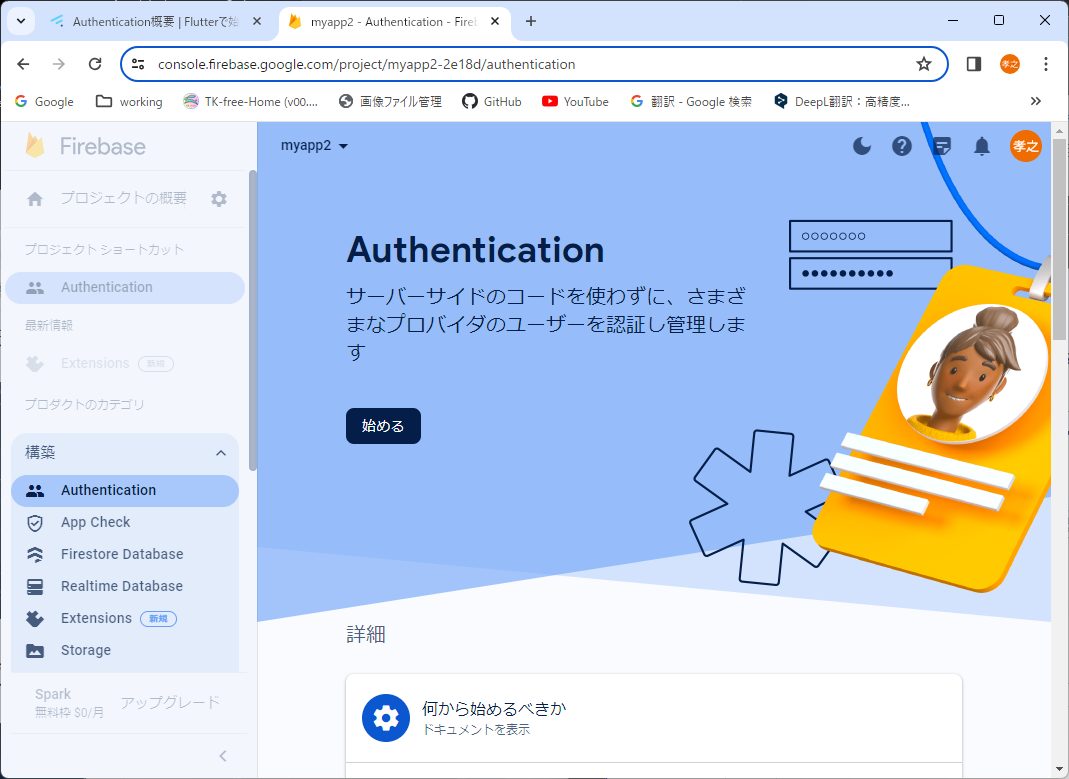 Authentication概要 | Flutterで始
myapp2 - Authentication - Fire
console.firebase.google.com/project/myapp2-2e18d/authentication
孝之
Google
working
TK-free-Home (v00....
画像ファイル管理
GitHub
YouTube
翻訳 - Google 検索
DeepL翻訳：高精度...
Firebase
myapp2
孝之
プロジェクトの概要
プロジェクト ショートカット
Authentication
最新情報
Extensions 新規
プロダクトのカテゴリ
構築
Authentication
App Check
Firestore Database
Realtime Database
Extensions 新規
Storage
Spark
無料枠 $0/月
アップグレード
Authentication
サーバーサイドのコードを使わずに、さまざ
まなプロバイダのユーザーを認証し管理しま
す
始める
詳細
何から始めるべきか
ドキュメントを表示